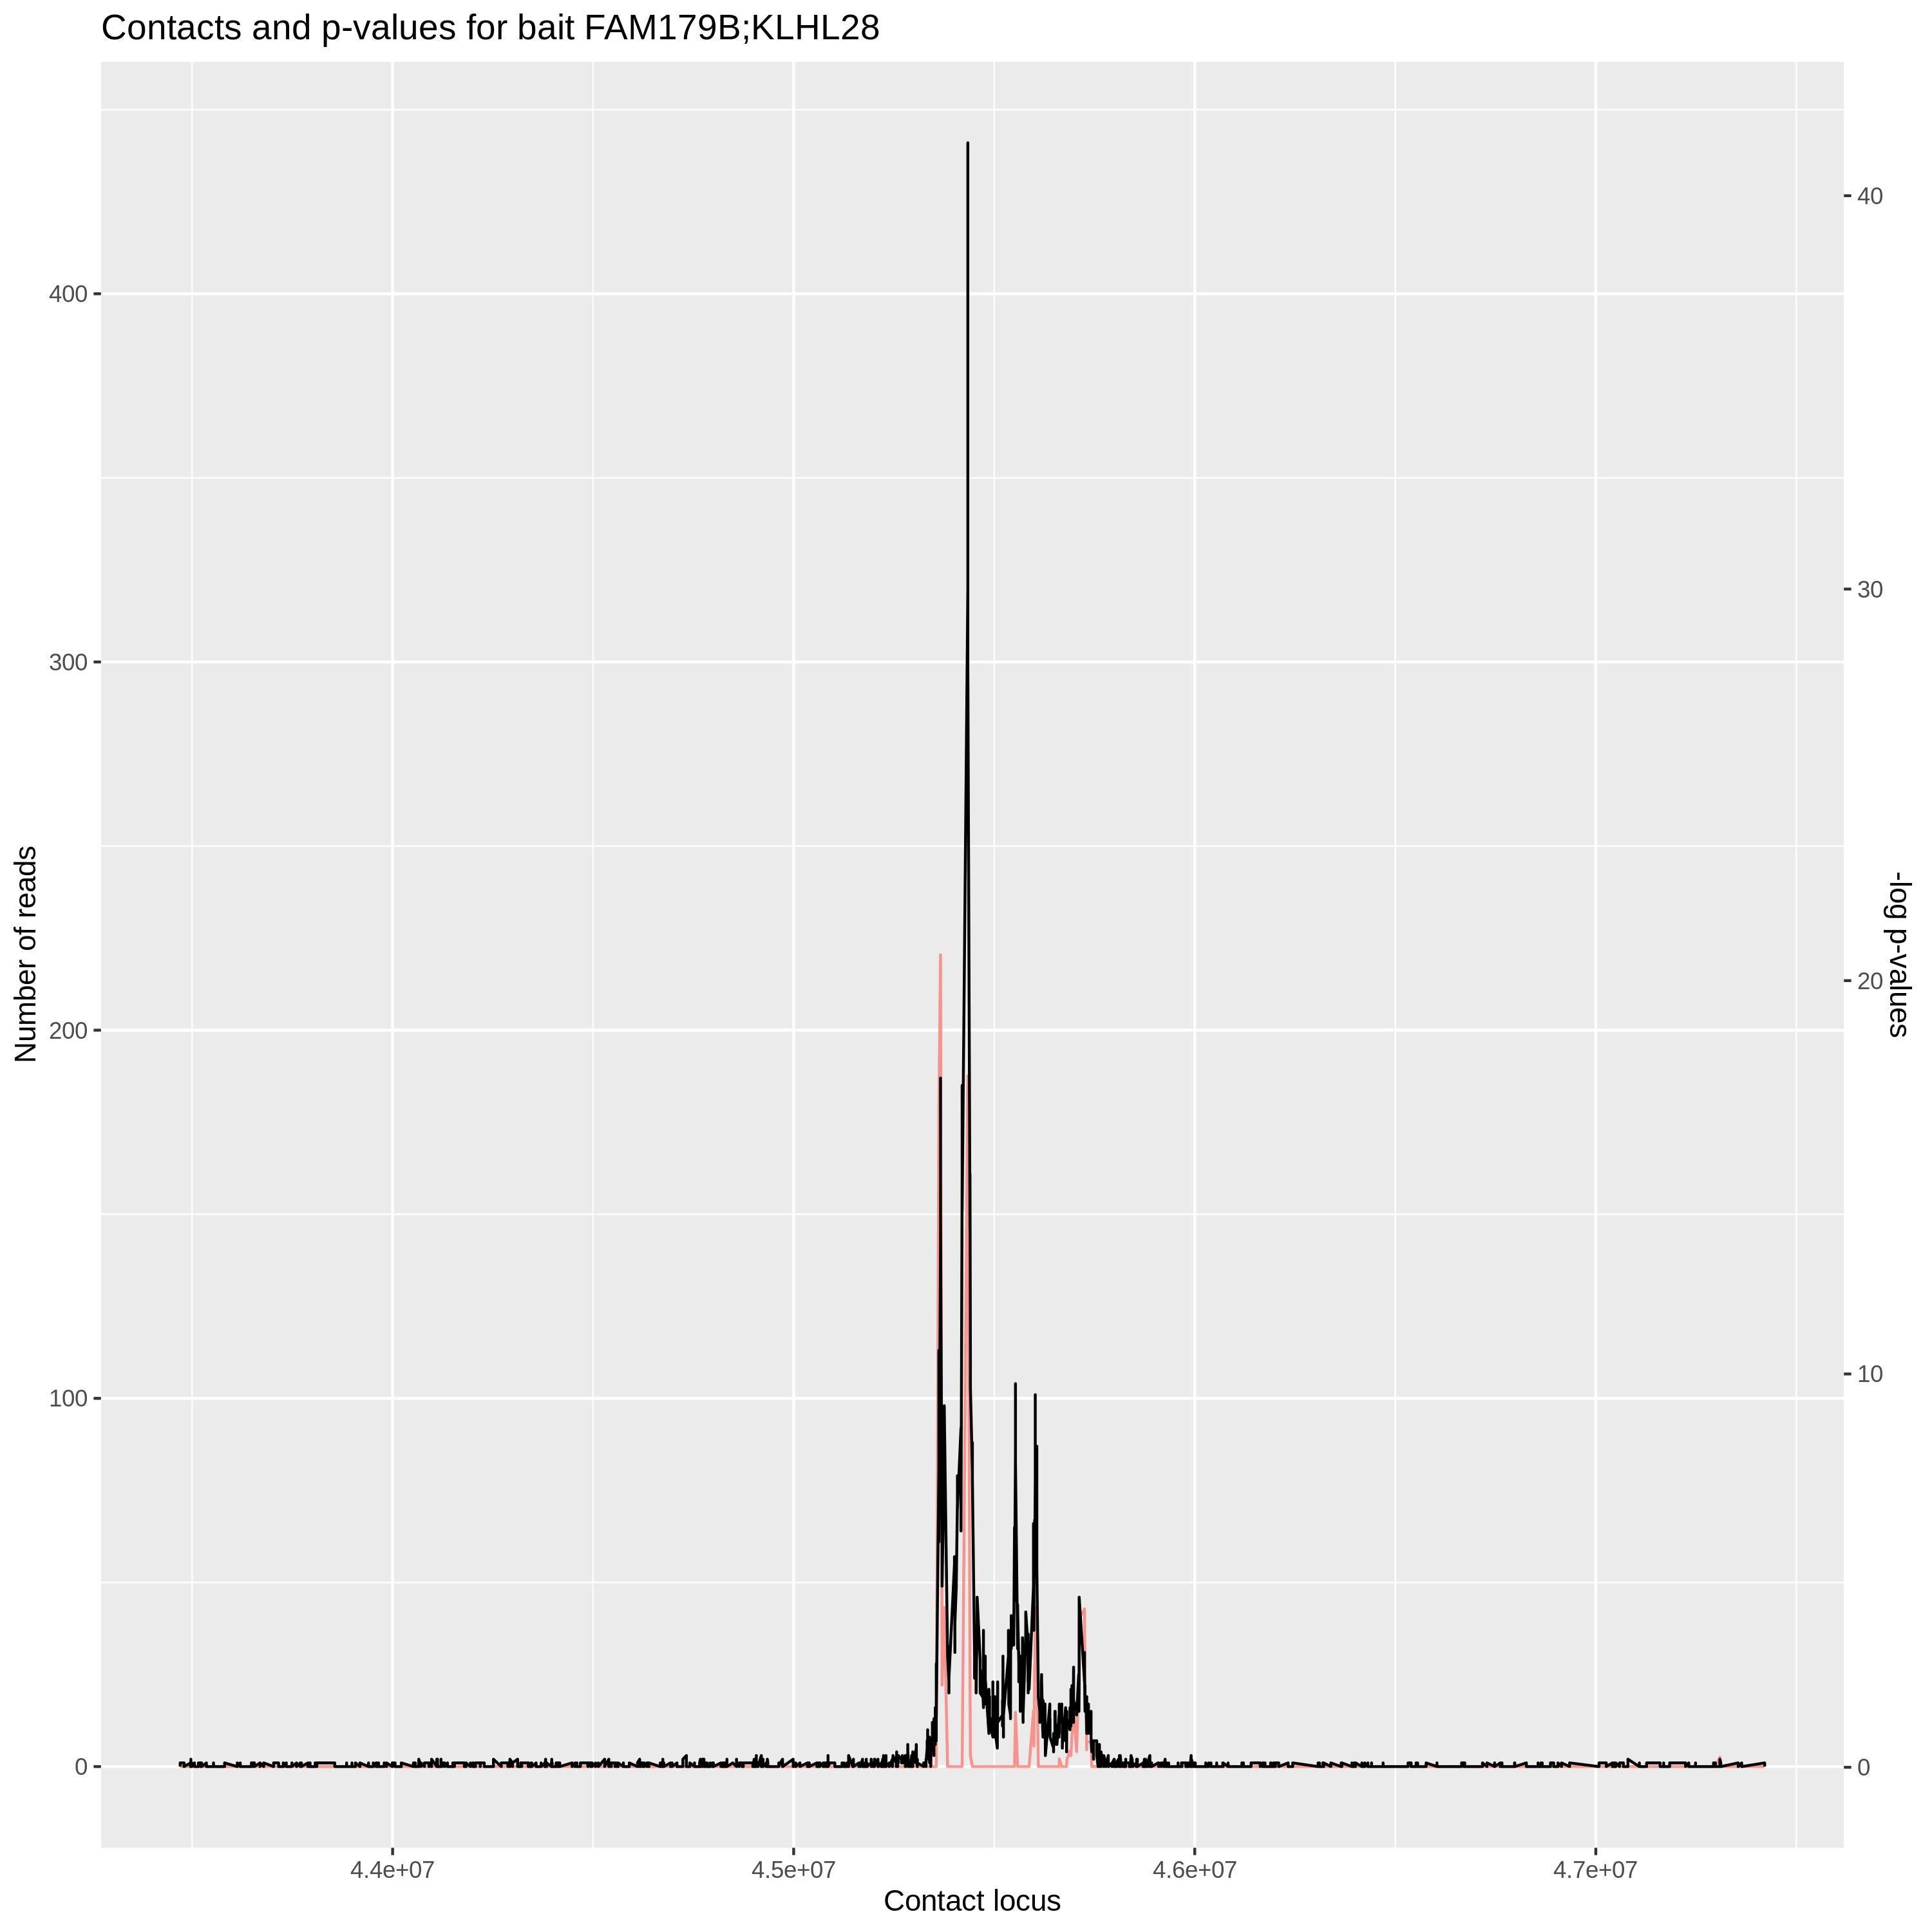 Contacts and p-values for bait FAM179B;KLHL28
Number of reads
400
300
200
100
0
40
30
20
10
0
-log p-values
4.4e+07
4.5e+07
4.6e+07
4.7e+07
Contact locus